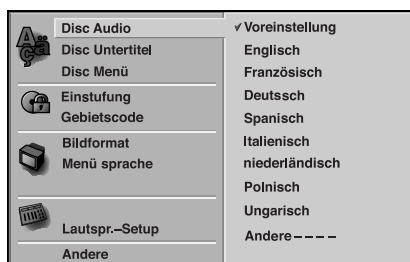 Disc Audio
Disc Untertitel
Disc Menü
Einstufung
Gebietscode
Bildformat
Menü sprache
Lautspr.–Setup
Andere
✓Voreinstellung
Englisch
Französisch
Deutssch
Spanisch
Italienisch
niederländisch
Polnisch
Ungarisch
Andere– – – –